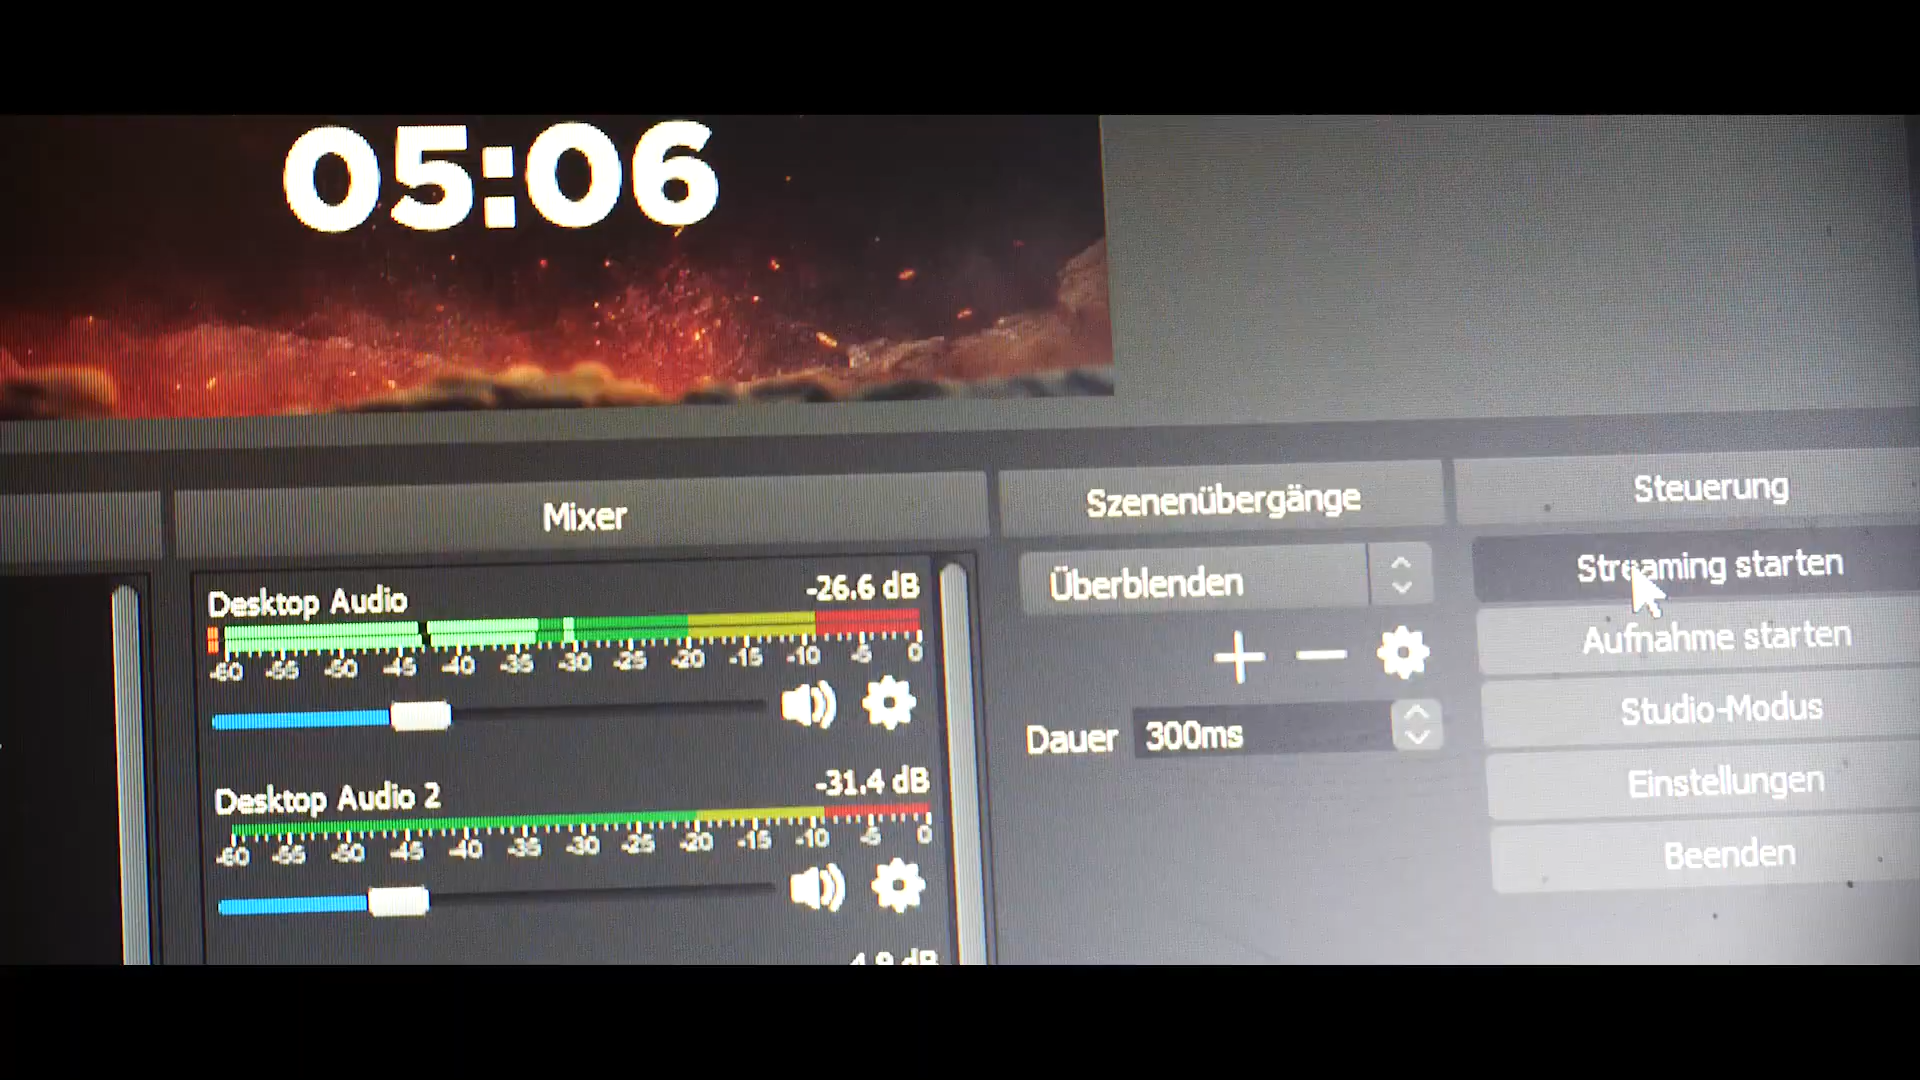 05:06
Mixer
Desktop Audio
-26.6 dB
-60 -55 -50 -45 -40 -35 -30 -25 -20 -15 -10 -5 0
Desktop Audio 2
-31.4 dB
-60 -55 -50 -45 -40 -35 -30 -25 -20 -15 -10 -5 0
Szenenübergänge
Überblenden
Dauer 300ms
Steuerung
Streaming starten
Aufnahme starten
Studio-Modus
Einstellungen
Beenden